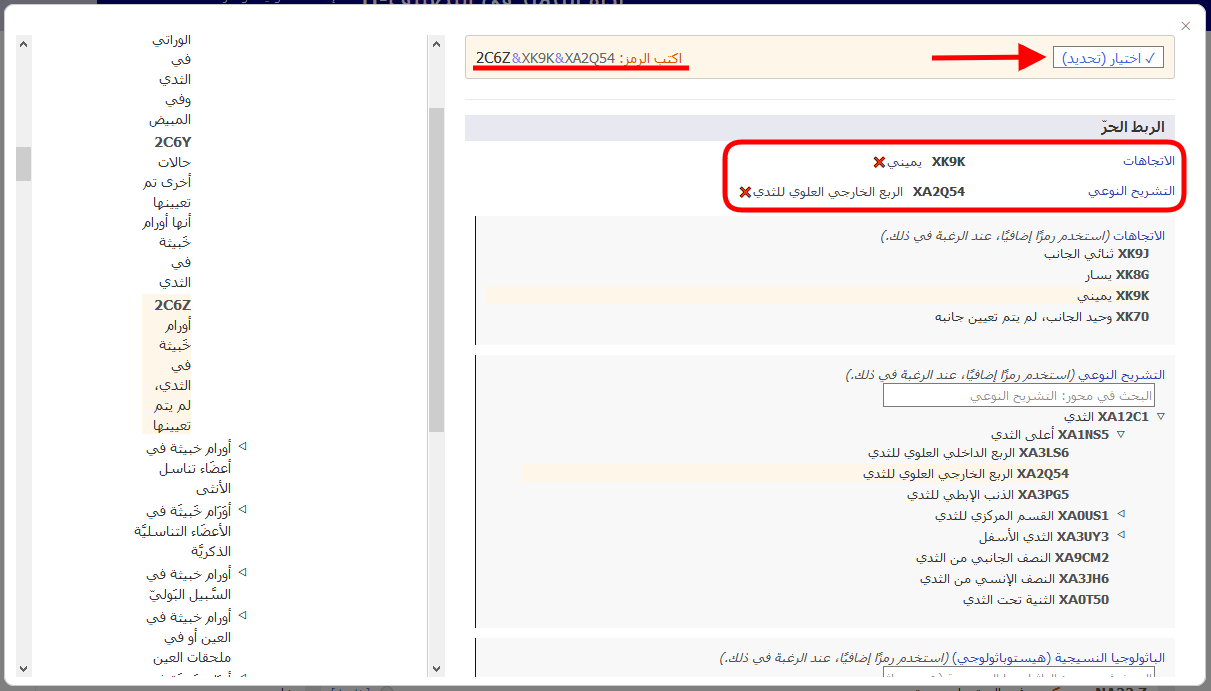 ×
✓ اختيار (تحديد)
اكتب الرمز: 2C6Z&XK9K&XA2Q54
الربط الحرّ
الاتجاهات XK9K يميني
التشريح النوعي XA2Q54 الربع الخارجي العلوي للثدي
الاتجاهات (استخدم رمزًا إضافيًا، عند الرغبة في ذلك.)
XK9J ثنائي الجانب
XK8G يسار
XK9K يميني
XK70 وحيد الجانب، لم يتم تعيين جانبه
التشريح النوعي (استخدم رمزًا إضافيًا، عند الرغبة في ذلك.)
البحث في محور: التشريح النوعي
XA12C1 الثدي
XA1NS5 أعلى الثدي
XA3LS6 الربع الداخلي العلوي للثدي
XA2Q54 الربع الخارجي العلوي للثدي
XA3PG5 الذنب الإبطي للثدي
XA0US1 القسم المركزي للثدي
XA3UY3 الثدي الأسفل
XA9CM2 النصف الجانبي من الثدي
XA3JH6 النصف الإنسي من الثدي
XA0T50 الثنية تحت الثدي
الباثولوجيا النسيجية (هيستوباثولوجي) (استخدم رمزًا إضافيًا، عند الرغبة في ذلك.)
الوراثي
في
الثدي
وفي
المبيض
2C6Y
حالات
أخرى تم
تعيينها
أنها أورام
خَبيثة
في
الثدي
2C6Z
أورام
خَبيثة
في
الثدي،
لم يتم
تعيينها
أورام خبيثة في
أعضَاء تناسل
الأنثى
أوْرَام خَبيثَة في
الأعضَاء التناسليَّة
الذكريَّة
أورام خبيثة في
السَّبيل البَوليّ
أورام خبيثة في
العين أو في
ملحقات العين